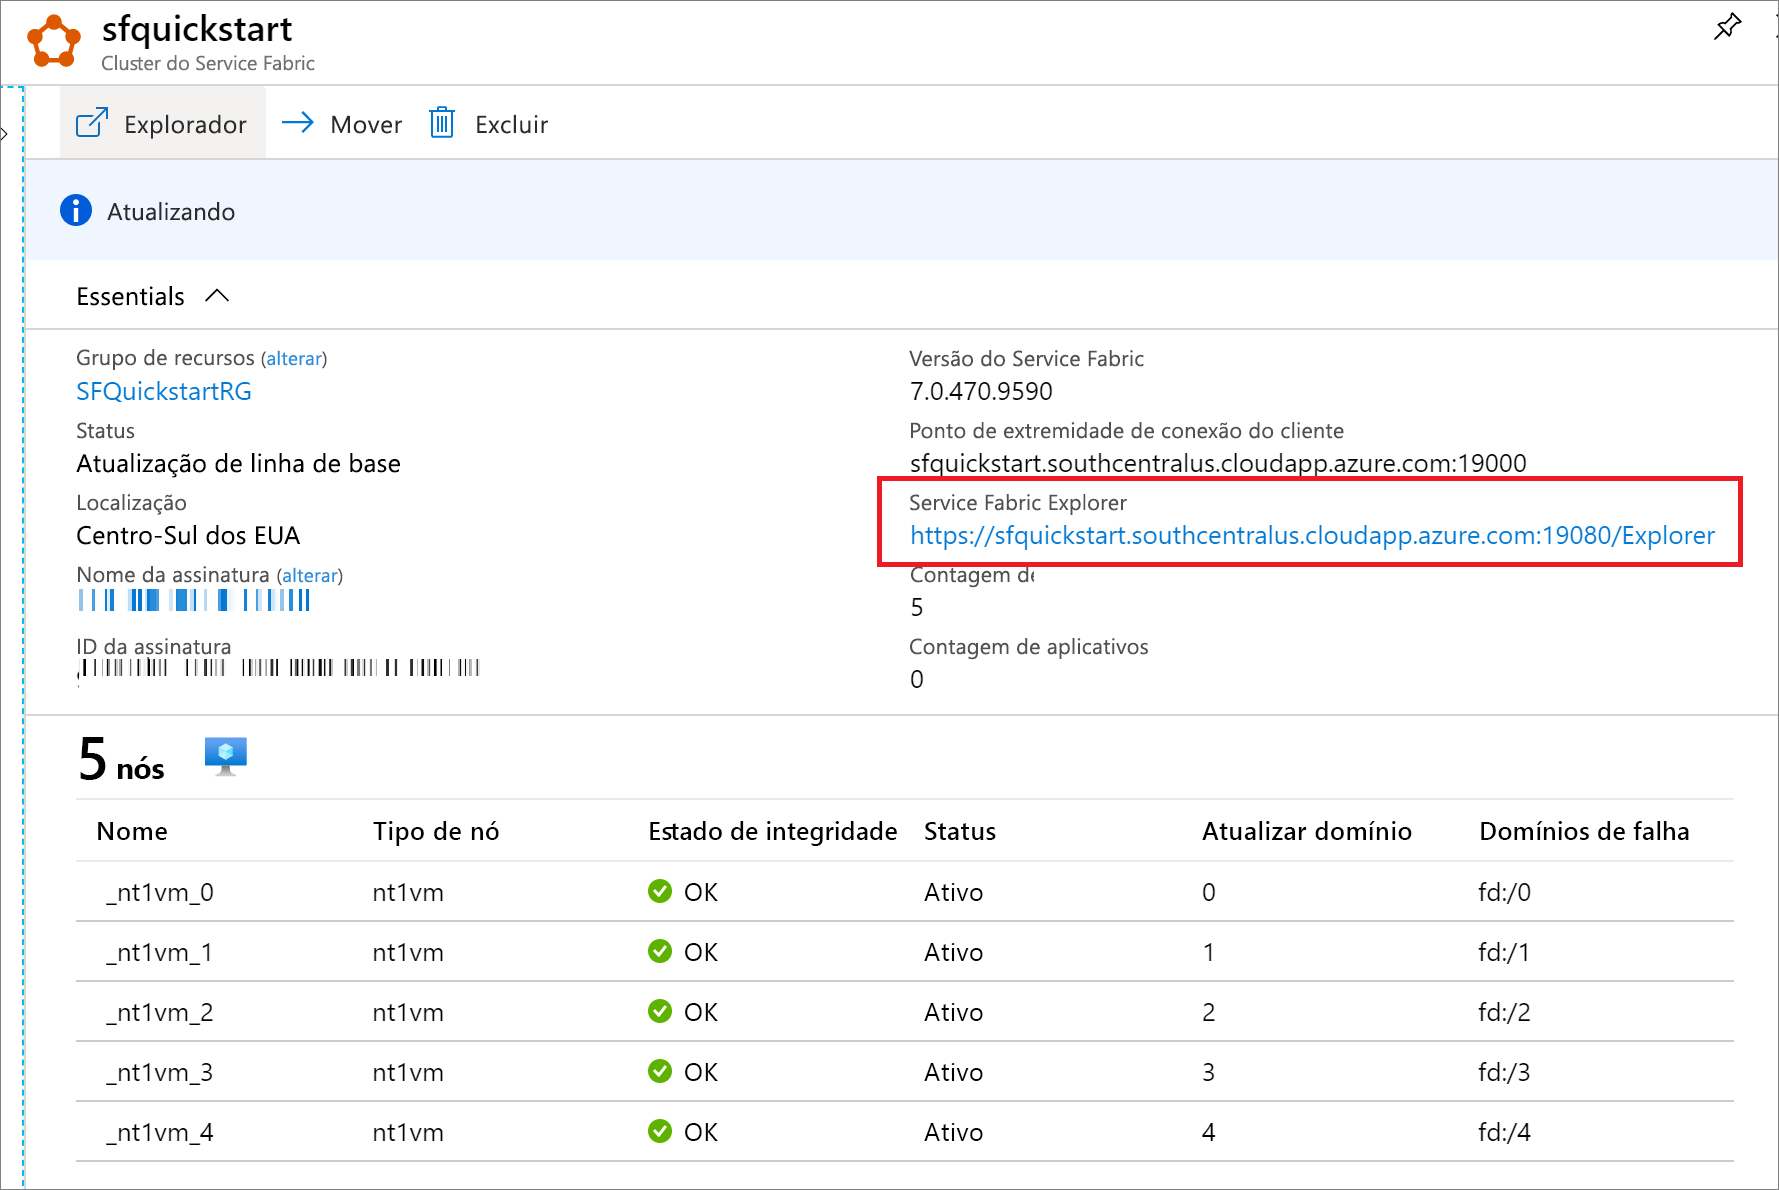 sfquickstart
Cluster do Service Fabric
Explorador Mover Excluir
Atualizando
Essentials
Grupo de recursos (alterar)
SFQuickstartRG
Status
Atualização de linha de base
Localização
Centro-Sul dos EUA
Nome da assinatura (alterar)
ID da assinatura
Versão do Service Fabric
7.0.470.9590
Ponto de extremidade de conexão do cliente
sfquickstart.southcentralus.cloudapp.azure.com:19000
Service Fabric Explorer
https://sfquickstart.southcentralus.cloudapp.azure.com:19080/Explorer
Contagem de
5
Contagem de aplicativos
0
5 nós
Nome Tipo de nó Estado de integridade Status Atualizar domínio Domínios de falha
_nt1vm_0 nt1vm OK Ativo 0 fd:/0
_nt1vm_1 nt1vm OK Ativo 1 fd:/1
_nt1vm_2 nt1vm OK Ativo 2 fd:/2
_nt1vm_3 nt1vm OK Ativo 3 fd:/3
_nt1vm_4 nt1vm OK Ativo 4 fd:/4